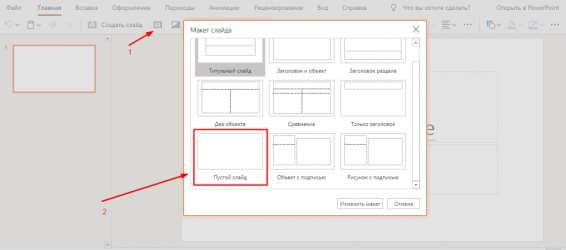 Файл Главная Вставка Оформление Переходы Анимация Рецензирование Вид Справка Что вы хотите сделать? Открыть в PowerPoint
Создать слайд
1
1
Макет слайда
Титульный слайд Заголовок и объект Заголовок раздела
Два объекта Сравнение Только заголовок
Пустой слайд Объект с подписью Рисунок с подписью
2
Изменить макет Отмена